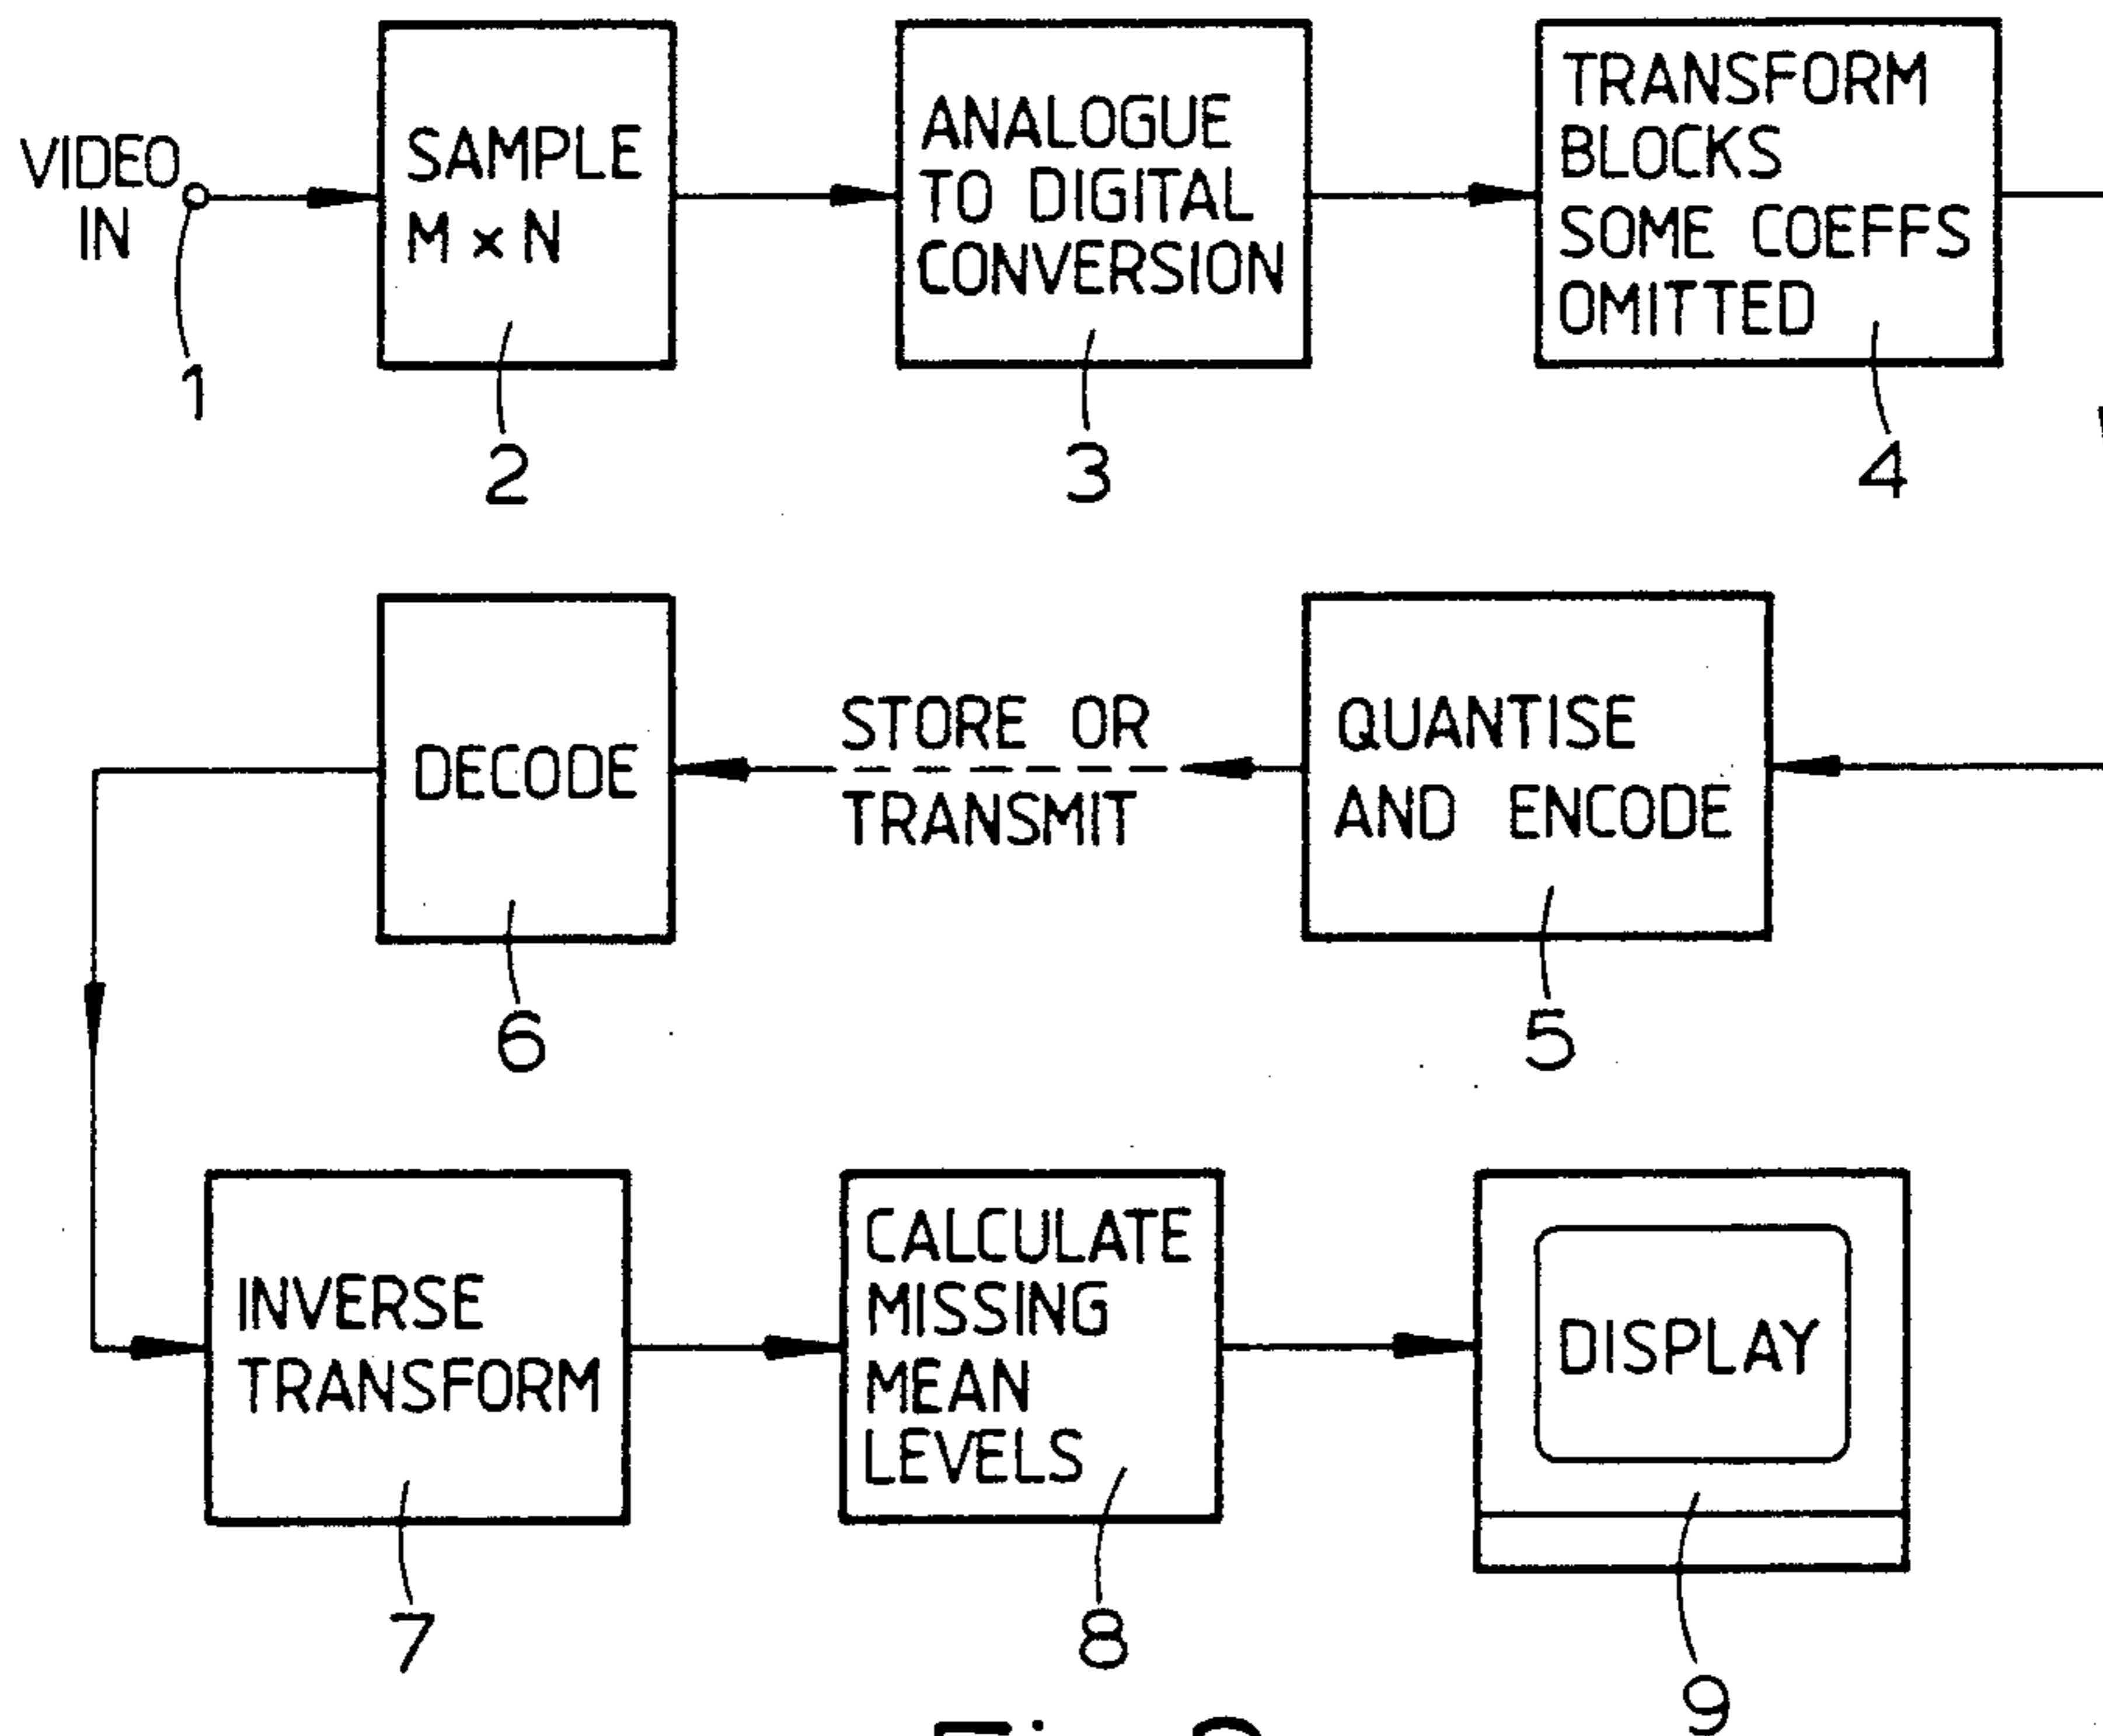 VIDEO
IN
1
SAMPLE
M × N
2
ANALOGUE
TO DIGITAL
CONVERSION
3
TRANSFORM
BLOCKS
SOME COEFFS
OMITTED
4
DECODE
6
STORE OR
TRANSMIT
QUANTISE
AND ENCODE
5
INVERSE
TRANSFORM
7
CALCULATE
MISSING
MEAN
LEVELS
8
DISPLAY
9